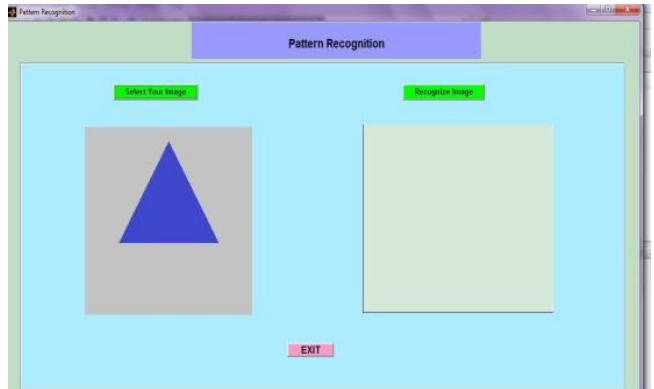 Pattern Recognition
Pattern Recognition
Select Your Image
Recognize Image
EXIT